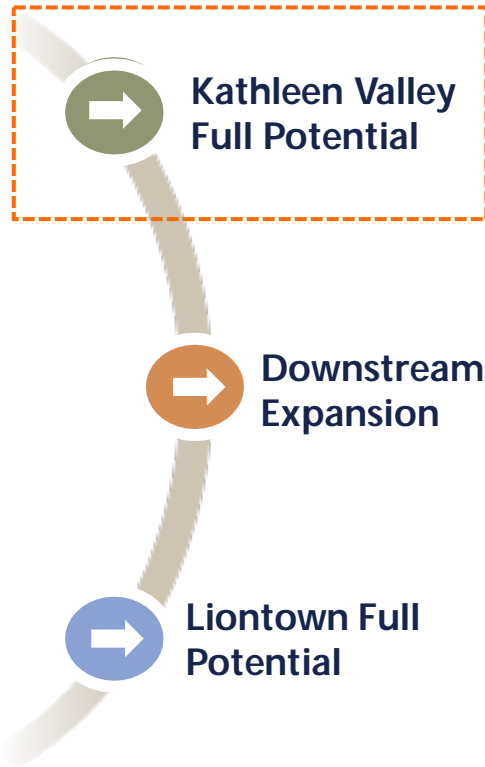 Kathleen Valley
Full Potential
Downstream
Expansion
Liontown Full
Potential